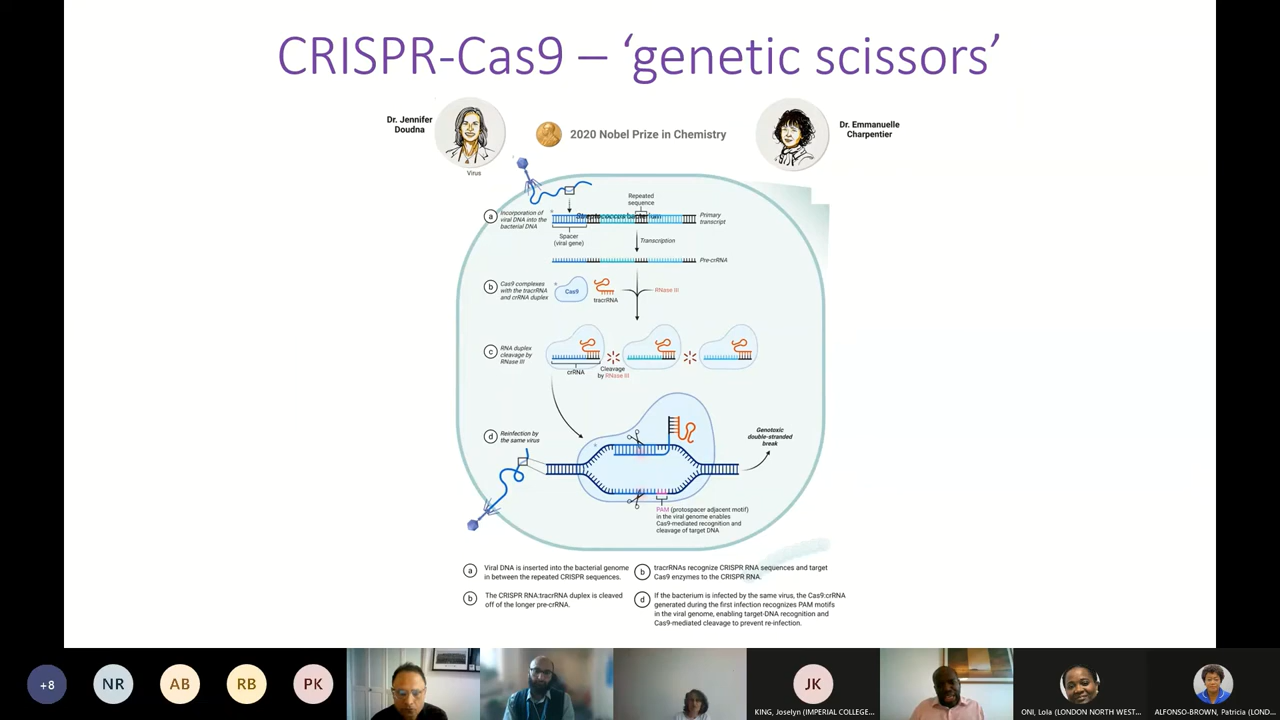 CRISPR-Cas9 – ‘genetic scissors’
Dr. Jennifer
Doudna
2020 Nobel Prize in Chemistry
Dr. Emmanuelle
Charpentier
Virus
Repeated
sequence
a
Incorporation of
viral DNA into the
bacterial DNA
Streptococcus bacterium
Primary
transcript
Spacer
(viral gene)
Transcription
Pre-crRNA
b
Cas9 complexes
with the tracrRNA
and crRNA duplex
Cas9
tracrRNA
RNase III
c
RNA duplex
cleavage by
RNase III
crRNA
Cleavage
by RNase III
d
Reinfection by
the same virus
Genotoxic
double-stranded
break
PAM (protospacer adjacent motif)
in the viral genome enables
Cas9-mediated recognition and
cleavage of target DNA
a
Viral DNA is inserted into the bacterial genome
in between the repeated CRISPR sequences.
b
tracrRNAs recognize CRISPR RNA sequences and target
Cas9 enzymes to the CRISPR RNA.
b
The CRISPR RNA:tracrRNA duplex is cleaved
off of the longer pre-crRNA.
d
If the bacterium is infected by the same virus, the Cas9:crRNA
generated during the first infection recognizes PAM motifs
in the viral genome, enabling target-DNA recognition and
Cas9-mediated cleavage to prevent re-infection.
+8
NR
AB
RB
PK
JK
KING, Joselyn (IMPERIAL COLLEGE...
ONI, Lola (LONDON NORTH WEST...
ALFONSO-BROWN, Patricia (LOND...